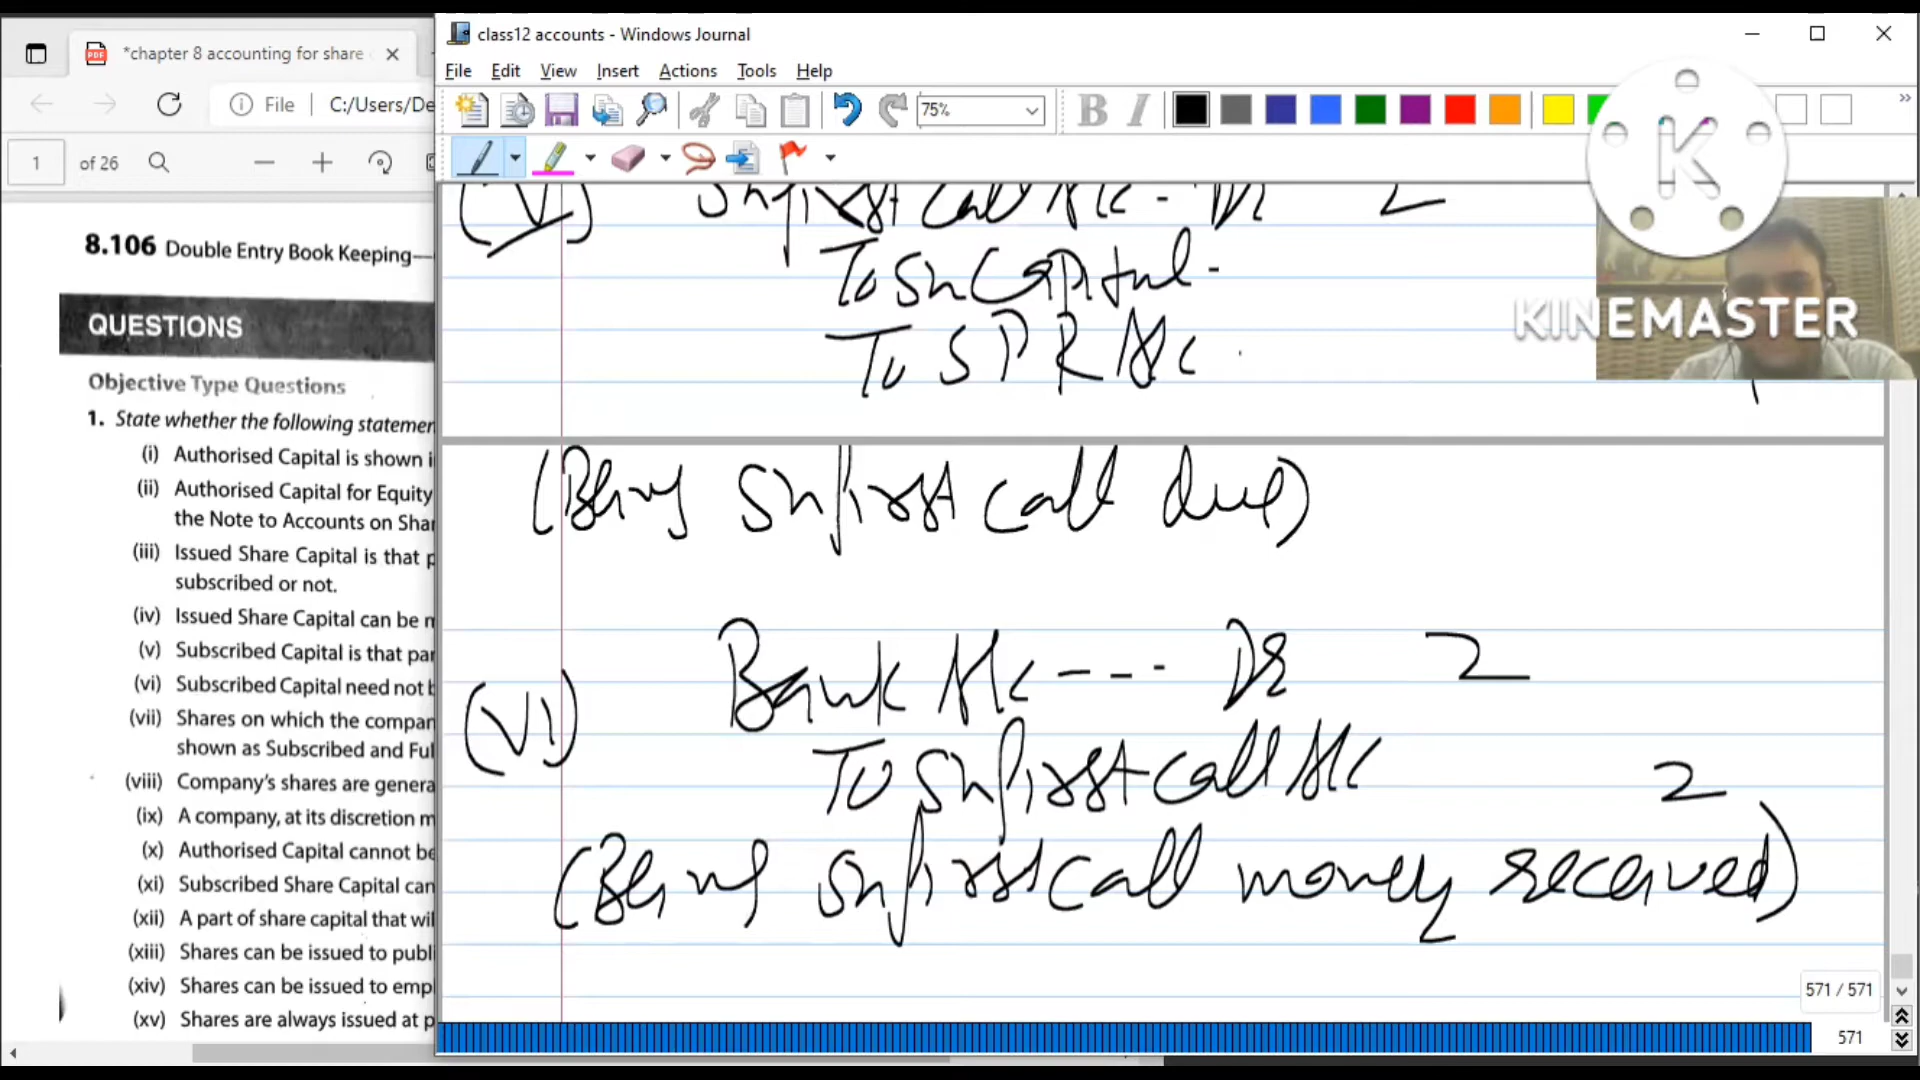 *chapter 8 accounting for share
class12 accounts - Windows Journal
File Edit View Insert Actions Tools Help
File C:/Users/De
75%
B I
1 of 26
K
KINEMASTER
8.106 Double Entry Book Keeping—
QUESTIONS
Objective Type Questions
1. State whether the following statemen
(i) Authorised Capital is shown i
(ii) Authorised Capital for Equity
the Note to Accounts on Shar
(iii) Issued Share Capital is that p
subscribed or not.
(iv) Issued Share Capital can be m
(v) Subscribed Capital is that par
(vi) Subscribed Capital need not b
(vii) Shares on which the compan
shown as Subscribed and Ful
(viii) Company's shares are genera
(ix) A company, at its discretion m
(x) Authorised Capital cannot be
(xi) Subscribed Share Capital can
(xii) A part of share capital that wil
(xiii) Shares can be issued to publi
(xiv) Shares can be issued to empl
(xv) Shares are always issued at p
(V) Sh first call A/c - Dr 2
To Sh Capital -
To SPR A/c
(Being Sh first call due)
(VI) Bank A/c --- Dr 2
To Sh first call A/c 2
(Being Sh first call money received)
571 / 571
571